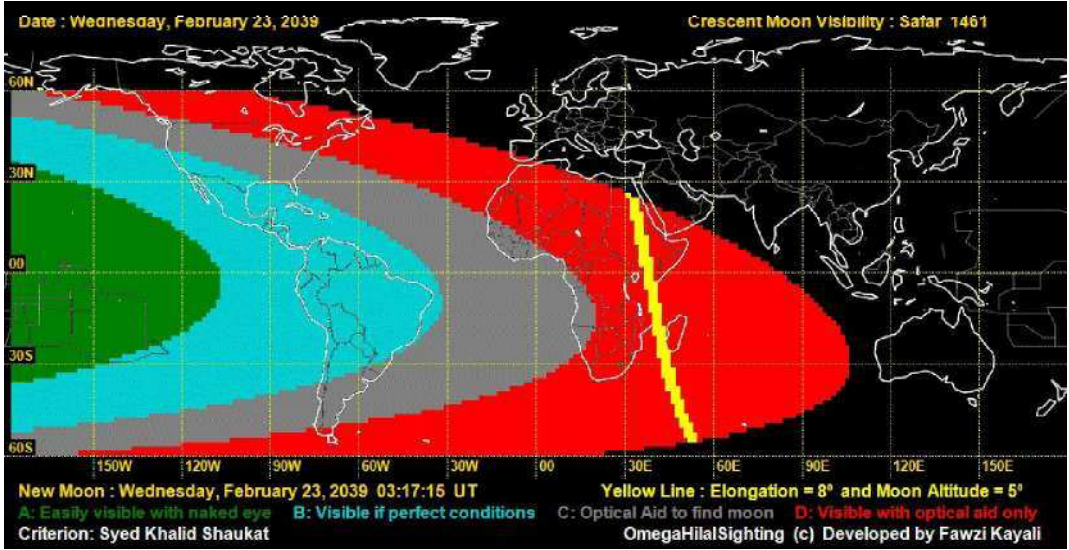 Date : Wednesday, February 23, 2039 Crescent Moon Visibility : Safar 1461
60N
30N
00
30S
60S
150W 120W 90W 60W 30W 00 30E 60E 90E 120E 150E
New Moon : Wednesday, February 23, 2039 03:17:15 UT Yellow Line : Elongation = 8º and Moon Altitude = 5º
A: Easily visible with naked eye B: Visible if perfect conditions C: Optical Aid to find moon D: Visible with optical aid only
Criterion: Syed Khalid Shaukat OmegaHilalSighting (c) Developed by Fawzi Kayali